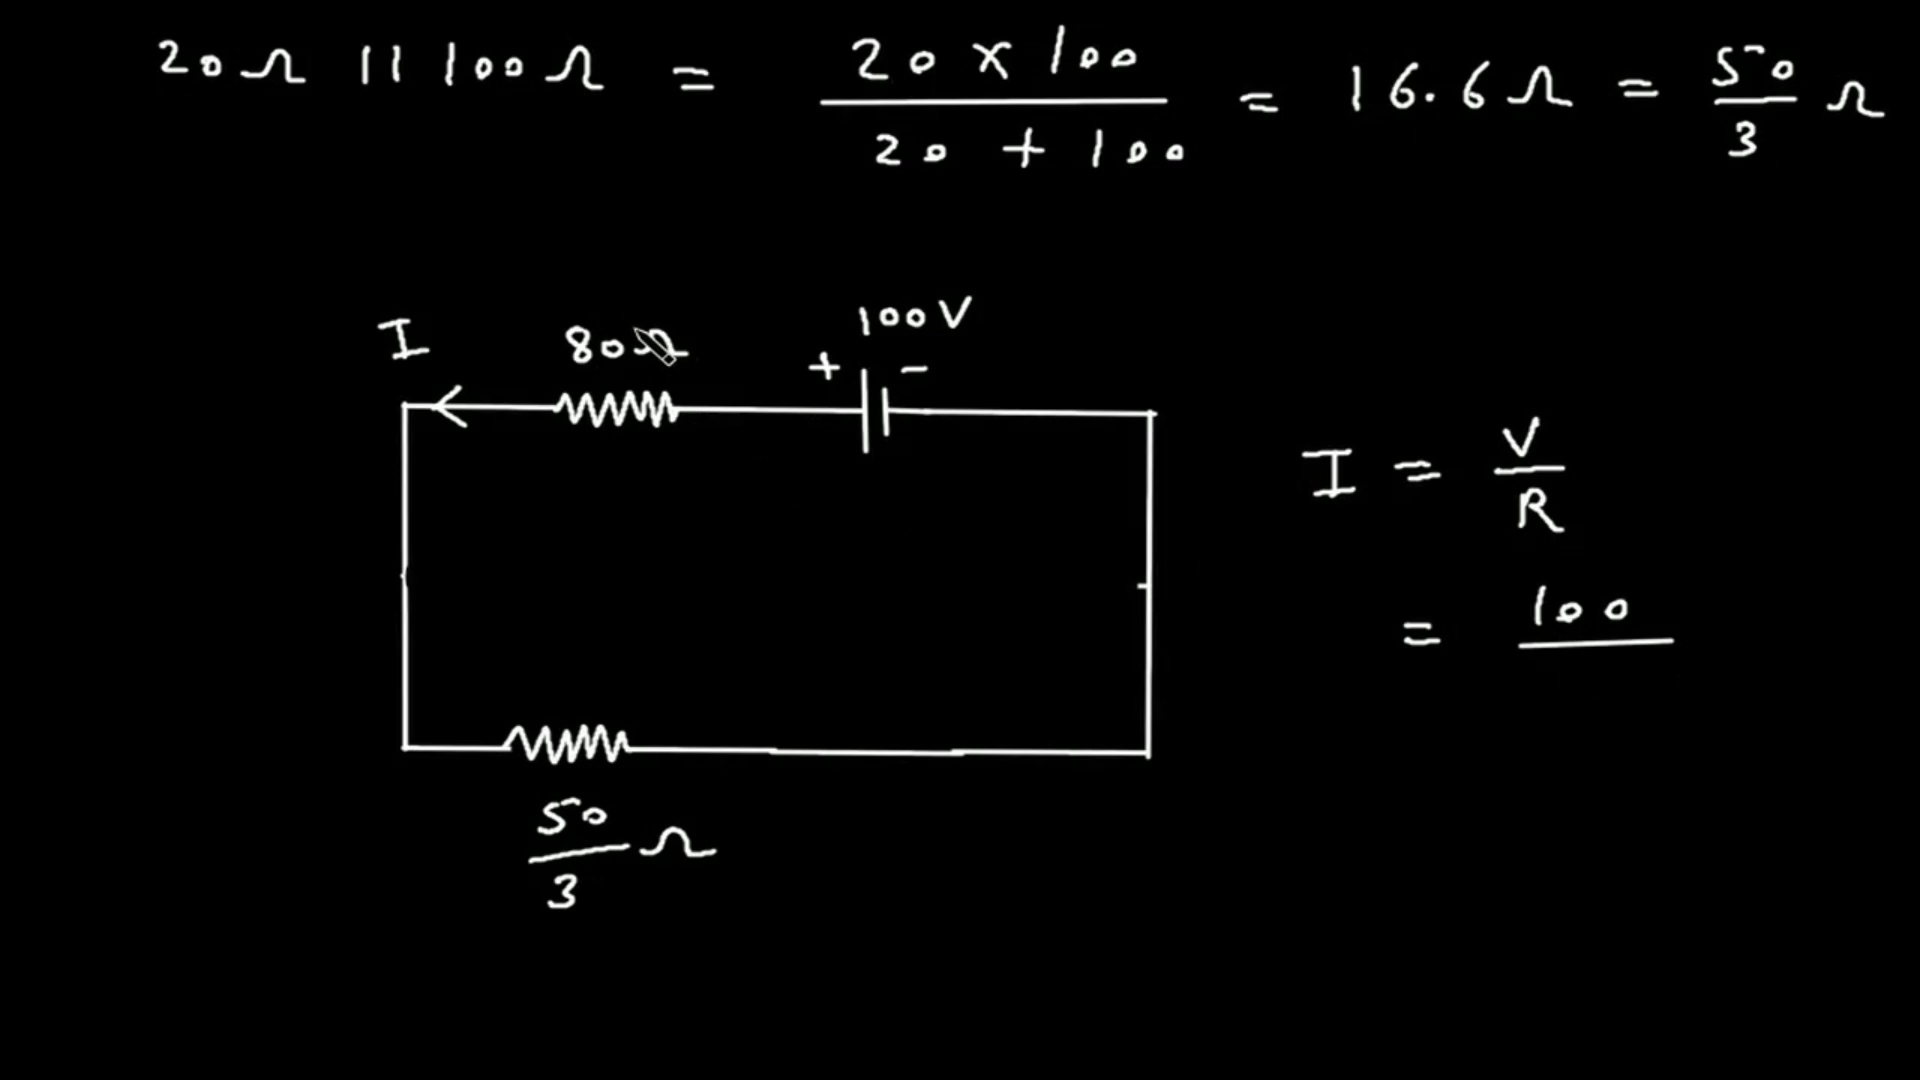 20Ω || 100Ω = 20 × 100 / 20 + 100 = 16.6Ω = 50/3 Ω
I 80Ω 100V
+ -
I = V/R
= 100
50/3 Ω